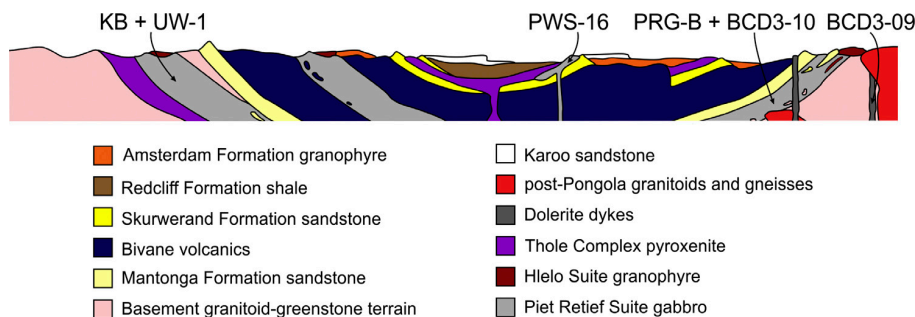 KB + UW-1 PWS-16 PRG-B + BCD3-10 BCD3-09
Amsterdam Formation granophyre
Redcliff Formation shale
Skurwerand Formation sandstone
Bivane volcanics
Mantonga Formation sandstone
Basement granitoid-greenstone terrain
Karoo sandstone
post-Pongola granitoids and gneisses
Dolerite dykes
Thole Complex pyroxenite
Hlelo Suite granophyre
Piet Retief Suite gabbro